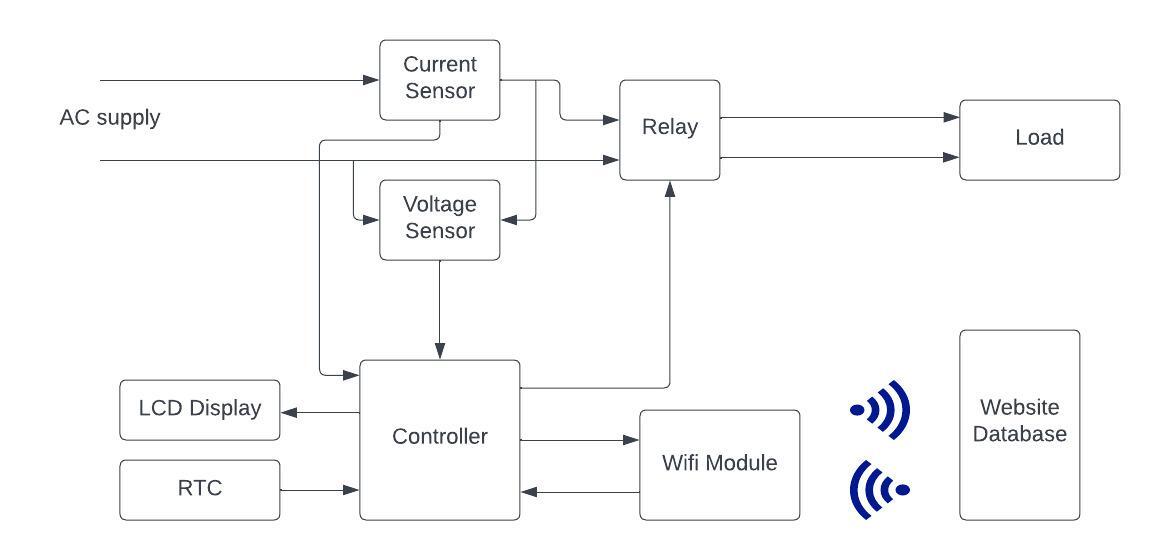 Current
Sensor
AC supply
Relay
Load
Voltage
Sensor
LCD Display
Controller
Website
Database
Wifi Module
RTC